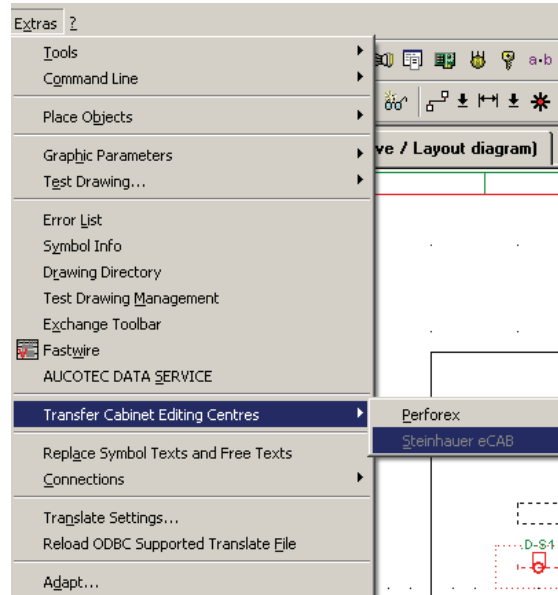 Extras ?
Tools
Command Line
a-b
Place Objects
Graphic Parameters
ve / Layout diagram)
Test Drawing...
Error List
Symbol Info
Drawing Directory
Test Drawing Management
Exchange Toolbar
Fastwire
AUCOTEC DATA SERVICE
Transfer Cabinet Editing Centres
Perforex
Steinhauer eCAB
Replace Symbol Texts and Free Texts
Connections
Translate Settings...
Reload ODBC Supported Translate File
D-S4
Adapt...